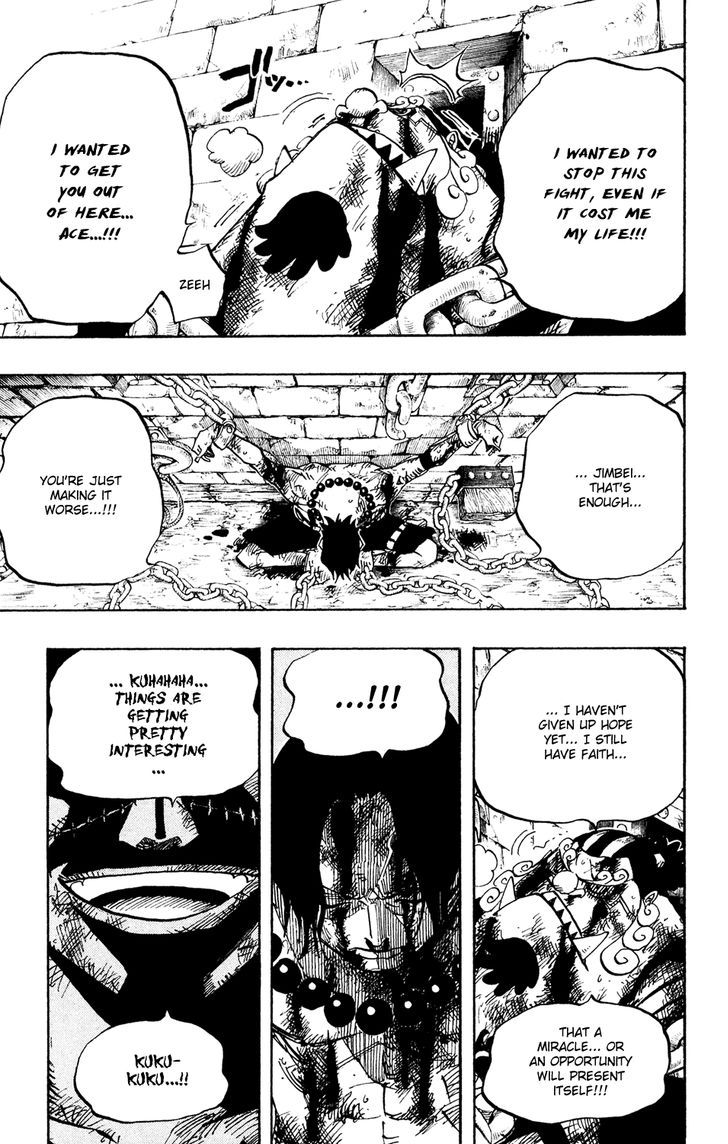 ゴッ…
I WANTED TO
STOP THIS
FIGHT, EVEN IF
IT COST ME
MY LIFE!!!
I WANTED
TO GET
YOU OUT
OF HERE...
ACE...!!!
ZEEH
... JIMBEI...
THAT'S
ENOUGH...
YOU'RE JUST
MAKING IT
WORSE...!!!
... I HAVEN'T
GIVEN UP HOPE
YET... I STILL
HAVE FAITH...
THAT A
MIRACLE... OR
AN OPPORTUNITY
WILL PRESENT
ITSELF!!!
...!!!
... KUHAHAHA...
THINGS ARE
GETTING
PRETTY
INTERESTING
...
KUKU-
KUKU...!!